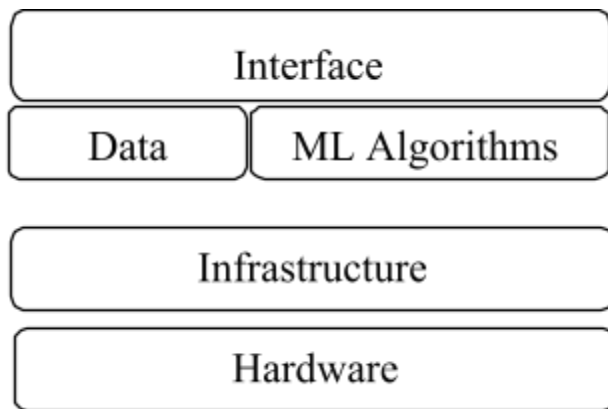 Interface
Data ML Algorithms
Infrastructure
Hardware